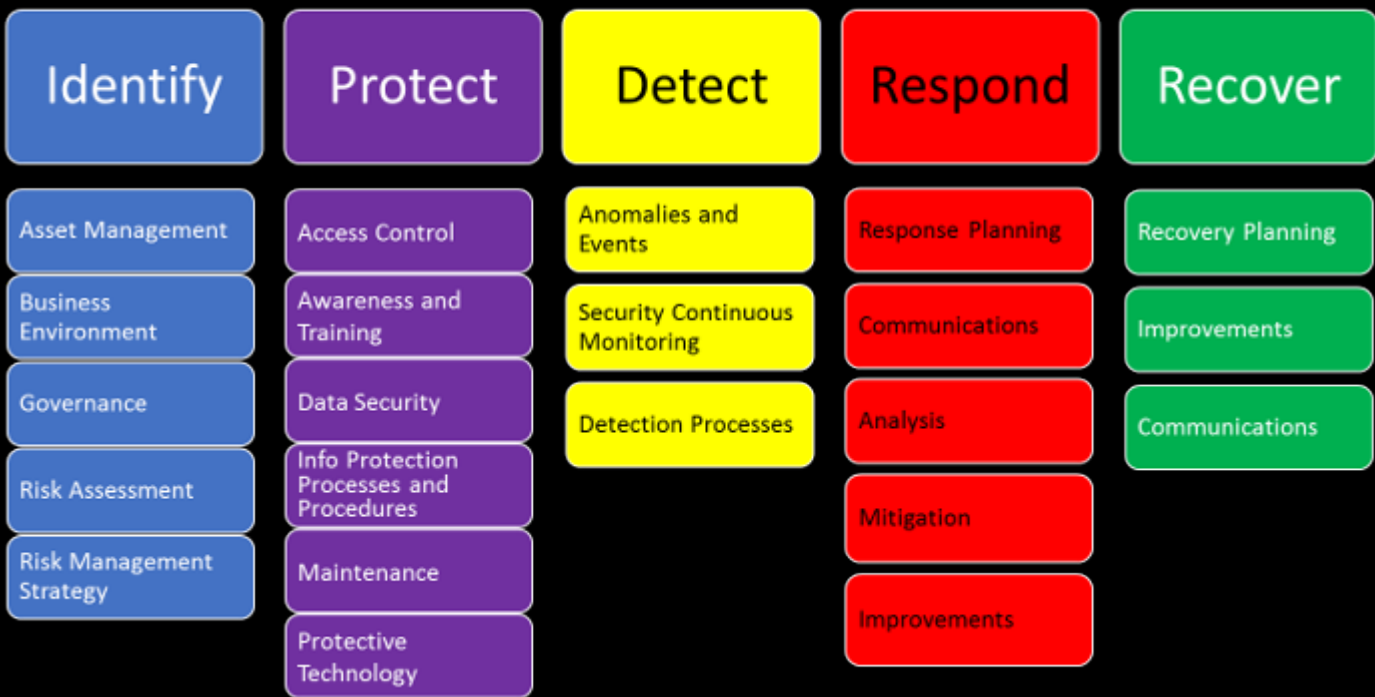 Identify
Protect
Detect
Respond
Recover
Asset Management
Business
Environment
Governance
Risk Assessment
Risk Management
Strategy
Access Control
Awareness and
Training
Data Security
Info Protection
Processes and
Procedures
Maintenance
Protective
Technology
Anomalies and
Events
Security Continuous
Monitoring
Detection Processes
Response Planning
Communications
Analysis
Mitigation
Improvements
Recovery Planning
Improvements
Communications